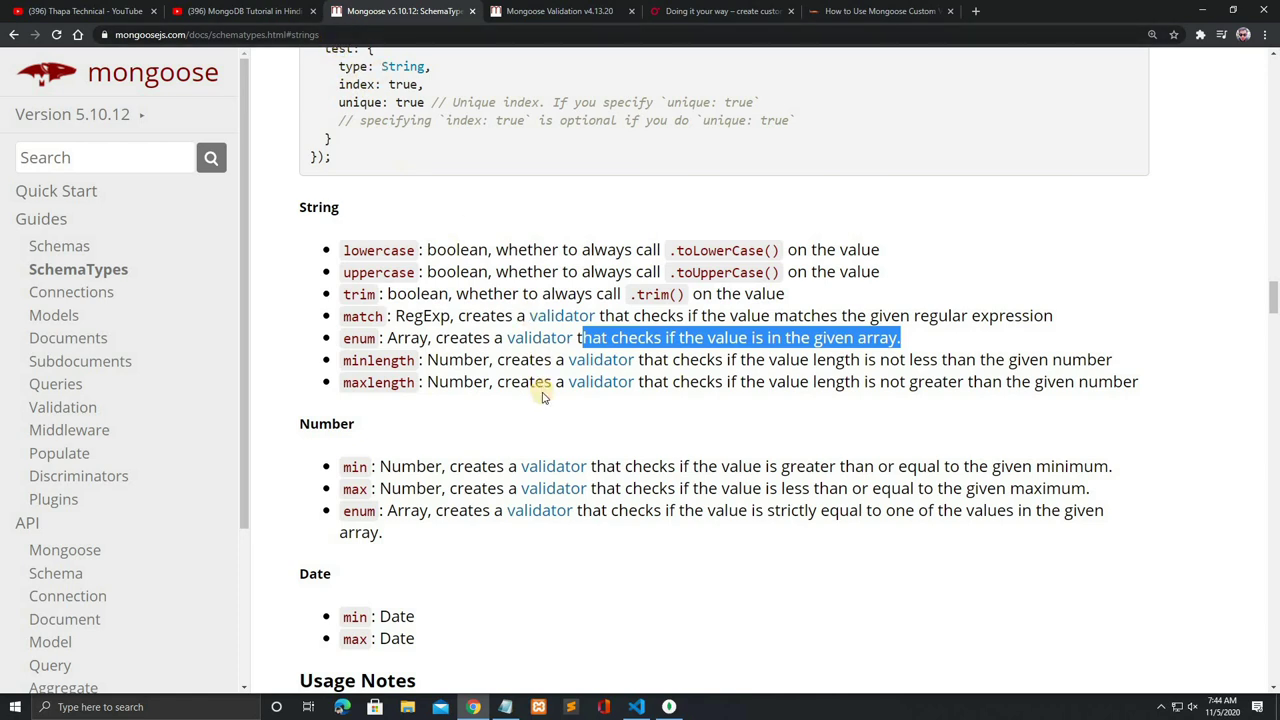 (396) Thapa Technical - YouTube
(396) MongoDB Tutorial in Hindi
Mongoose v5.10.12: SchemaTyp
Mongoose Validation v4.13.20
Doing it your way – create custo
How to Use Mongoose Custom V
mongoosejs.com/docs/schematypes.html#strings
mongoose
Version 5.10.12
Search
Quick Start
Guides
Schemas
SchemaTypes
Connections
Models
Documents
Subdocuments
Queries
Validation
Middleware
Populate
Discriminators
Plugins
API
Mongoose
Schema
Connection
Document
Model
Query
Aggregate
test: {
type: String,
index: true,
unique: true // Unique index. If you specify `unique: true`
// specifying `index: true` is optional if you do `unique: true`
}
});
String
lowercase: boolean, whether to always call .toLowerCase() on the value
uppercase: boolean, whether to always call .toUpperCase() on the value
trim: boolean, whether to always call .trim() on the value
match: RegExp, creates a validator that checks if the value matches the given regular expression
enum: Array, creates a validator that checks if the value is in the given array.
minlength: Number, creates a validator that checks if the value length is not less than the given number
maxlength: Number, creates a validator that checks if the value length is not greater than the given number
Number
min: Number, creates a validator that checks if the value is greater than or equal to the given minimum.
max: Number, creates a validator that checks if the value is less than or equal to the given maximum.
enum: Array, creates a validator that checks if the value is strictly equal to one of the values in the given
array.
Date
min: Date
max: Date
Usage Notes
Type here to search
7:44 AM
11/5/2020